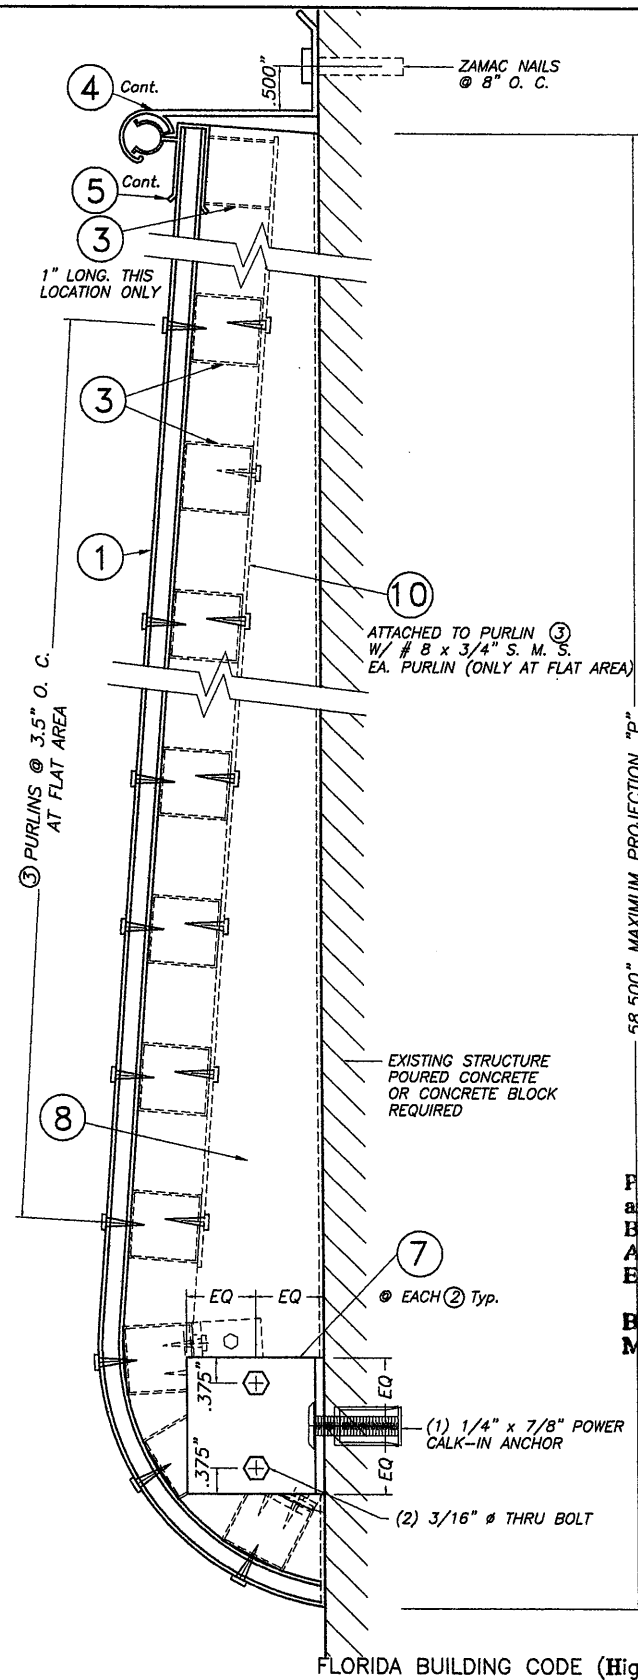 .500"
ZAMAC NAILS
@ 8" O. C.
4 Cont.
5 Cont.
3
1" LONG. THIS
LOCATION ONLY
3
1
10
ATTACHED TO PURLIN 3
W/ # 8 x 3/4" S. M. S.
EA. PURLIN (ONLY AT FLAT AREA)
3 PURLINS @ 3.5" O. C.
AT FLAT AREA
58.500" MAXIMUM PROJECTION "P"
EXISTING STRUCTURE
POURED CONCRETE
OR CONCRETE BLOCK
REQUIRED
8
7
@ EACH 2 Typ.
EQ EQ
.375"
.375"
EQ
EQ
(1) 1/4" x 7/8" POWER
CALK-IN ANCHOR
(2) 3/16" ø THRU BOLT
a
B
A
E
B
M
FLORIDA BUILDING CODE (Hig